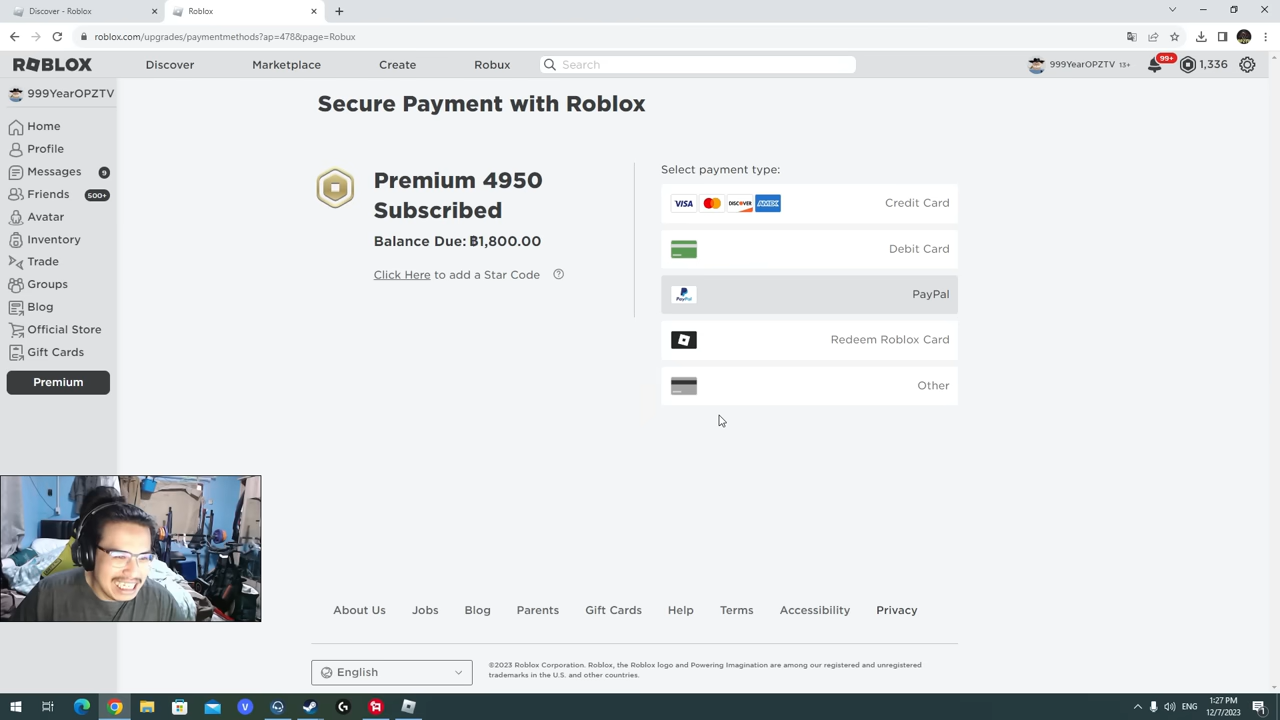 Discover - Roblox
Roblox
roblox.com/upgrades/paymentmethods?ap=478&page=Robux
ROBLOX
Discover
Marketplace
Create
Robux
Search
999YearOPZTV 13+
99+
1,336
999YearOPZTV
Home
Profile
Messages 9
Friends 500+
Avatar
Inventory
Trade
Groups
Blog
Official Store
Gift Cards
Premium
Secure Payment with Roblox
Premium 4950
Subscribed
Balance Due: ฿1,800.00
Click Here to add a Star Code
Select payment type:
VISA DISCOVER AMEX Credit Card
Debit Card
PayPal PayPal
Redeem Roblox Card
Other
About Us Jobs Blog Parents Gift Cards Help Terms Accessibility Privacy
English
©2023 Roblox Corporation. Roblox, the Roblox logo and Powering Imagination are among our registered and unregistered
trademarks in the U.S. and other countries.
ENG
1:27 PM
12/7/2023